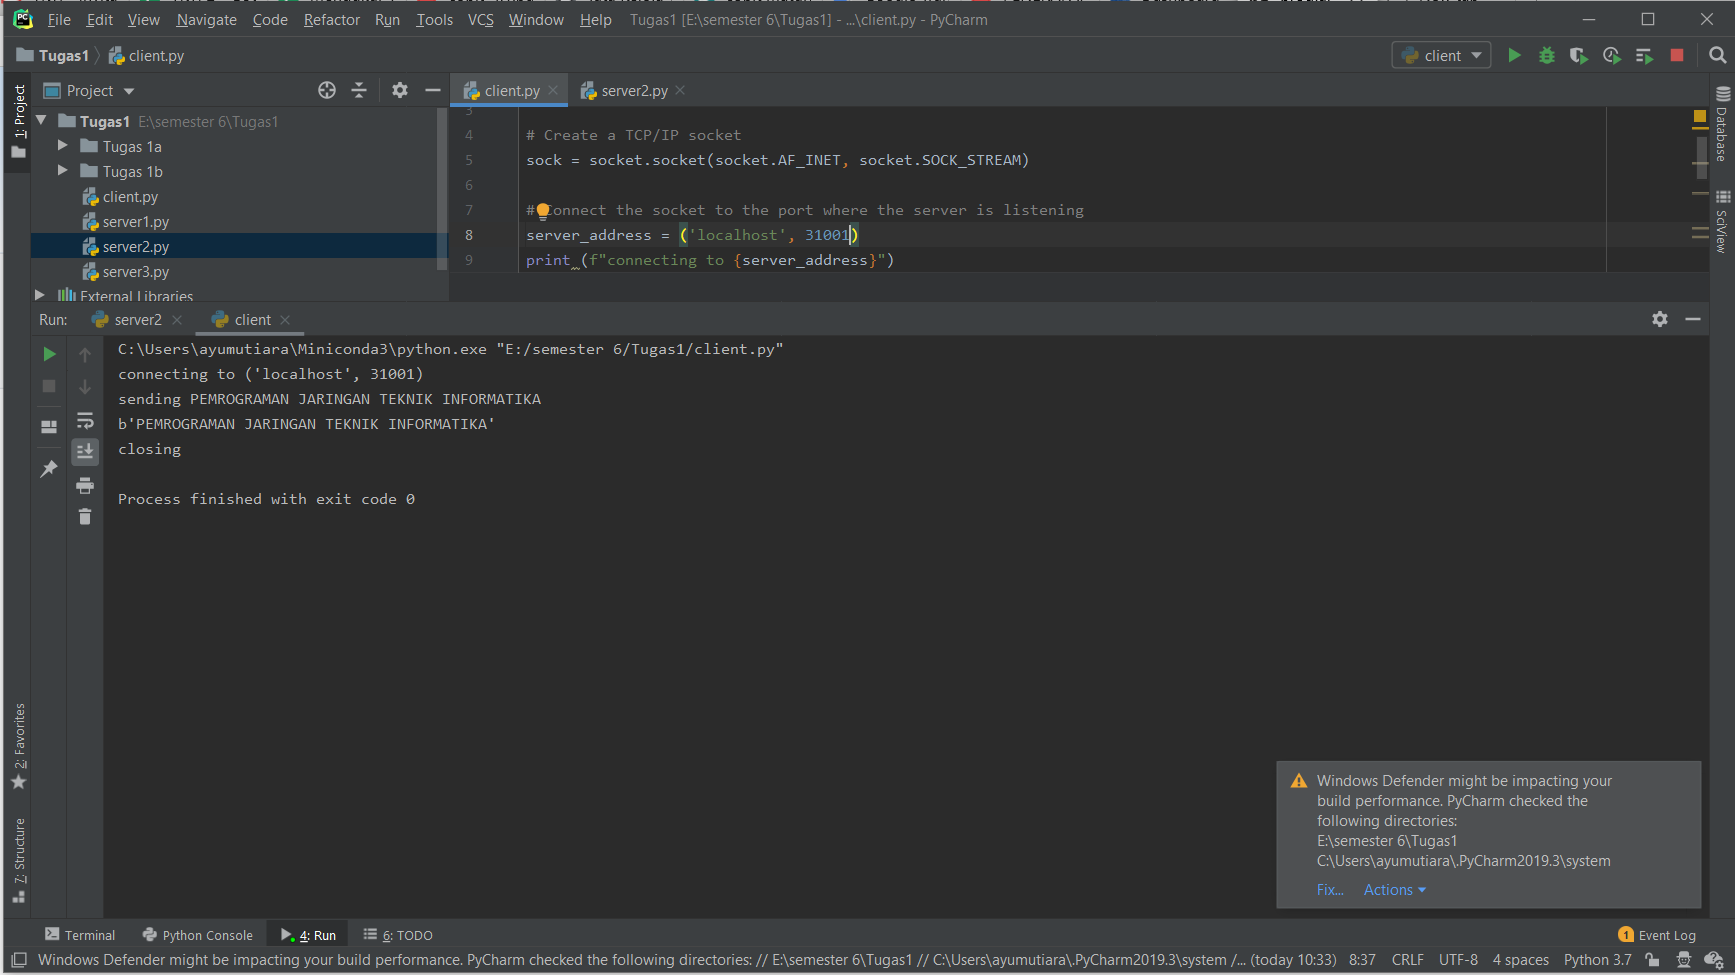 File Edit View Navigate Code Refactor Run Tools VCS Window Help Tugas1 [E:\semester 6\Tugas1] - ...\client.py - PyCharm
Tugas1 client.py
client
1: Project
Project
client.py
server2.py
Tugas1 E:\semester 6\Tugas1
Tugas 1a
Tugas 1b
client.py
server1.py
server2.py
server3.py
External Libraries
3
4 # Create a TCP/IP socket
5 sock = socket.socket(socket.AF_INET, socket.SOCK_STREAM)
6
7 # Connect the socket to the port where the server is listening
8 server_address = ('localhost', 31001)
9 print (f"connecting to {server_address}")
Database
SciView
Run: server2 client
C:\Users\ayumutiara\Miniconda3\python.exe "E:/semester 6/Tugas1/client.py"
connecting to ('localhost', 31001)
sending PEMROGRAMAN JARINGAN TEKNIK INFORMATIKA
b'PEMROGRAMAN JARINGAN TEKNIK INFORMATIKA'
closing
Process finished with exit code 0
2: Favorites
7: Structure
Windows Defender might be impacting your
build performance. PyCharm checked the
following directories:
E:\semester 6\Tugas1
C:\Users\ayumutiara\.PyCharm2019.3\system
Fix... Actions
Terminal Python Console 4: Run 6: TODO 1 Event Log
Windows Defender might be impacting your build performance. PyCharm checked the following directories: // E:\semester 6\Tugas1 // C:\Users\ayumutiara\.PyCharm2019.3\system /... (today 10:33) 8:37 CRLF UTF-8 4 spaces Python 3.7